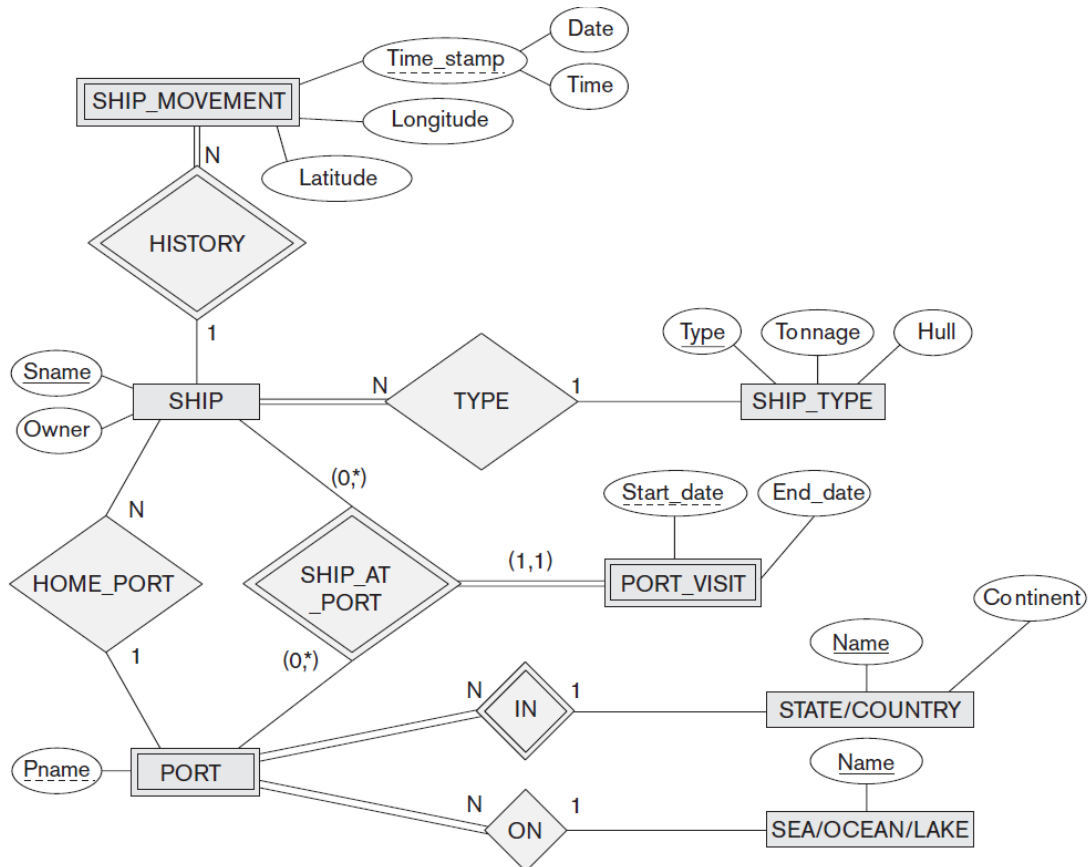 Date
Time_stamp
Time
SHIP_MOVEMENT
Longitude
N
Latitude
HISTORY
1
Type
Tonnage
Hull
Sname
N
1
SHIP
TYPE
SHIP_TYPE
Owner
(0,*)
Start_date
End_date
N
(1,1)
HOME_PORT
SHIP_AT
_PORT
PORT_VISIT
Continent
1
(0,*)
Name
N
1
IN
STATE/COUNTRY
Pname
PORT
Name
N
1
ON
SEA/OCEAN/LAKE